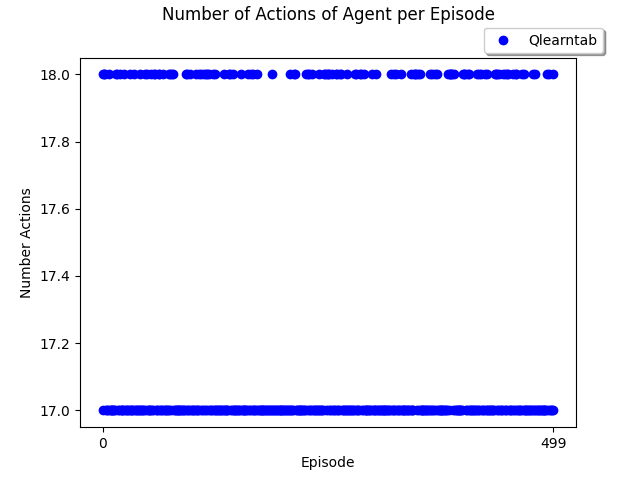 Number of Actions of Agent per Episode
Qlearntab
18.0
17.8
17.6
17.4
17.2
17.0
Number Actions
0
499
Episode